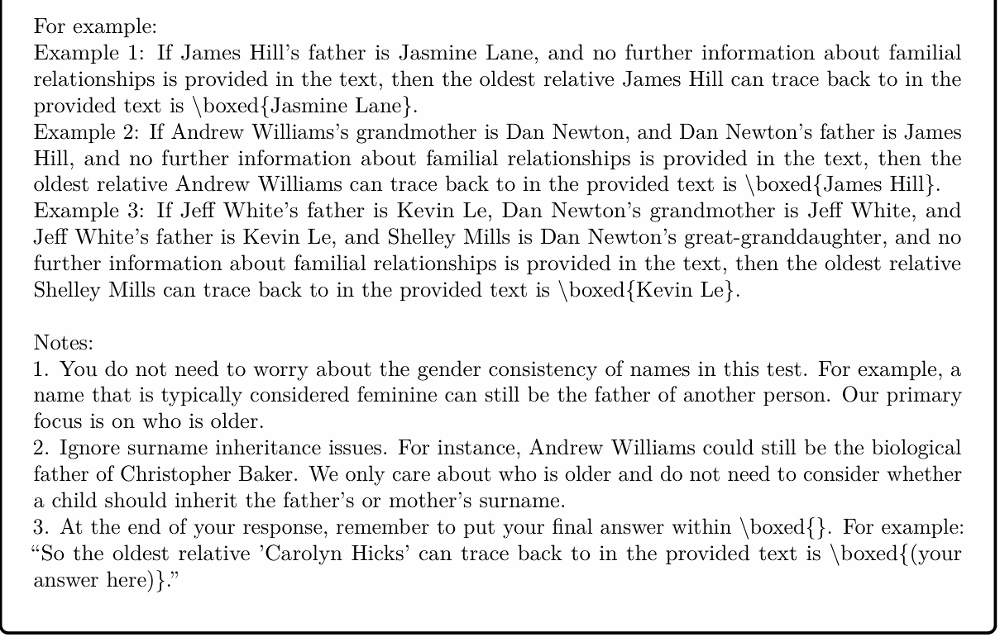 For example:
Example 1: If James Hill's father is Jasmine Lane, and no further information about familial
relationships is provided in the text, then the oldest relative James Hill can trace back to in the
provided text is \boxed{Jasmine Lane}.
Example 2: If Andrew Williams's grandmother is Dan Newton, and Dan Newton's father is James
Hill, and no further information about familial relationships is provided in the text, then the
oldest relative Andrew Williams can trace back to in the provided text is \boxed{James Hill}.
Example 3: If Jeff White's father is Kevin Le, Dan Newton's grandmother is Jeff White, and
Jeff White's father is Kevin Le, and Shelley Mills is Dan Newton's great-granddaughter, and no
further information about familial relationships is provided in the text, then the oldest relative
Shelley Mills can trace back to in the provided text is \boxed{Kevin Le}.
Notes:
1. You do not need to worry about the gender consistency of names in this test. For example, a
name that is typically considered feminine can still be the father of another person. Our primary
focus is on who is older.
2. Ignore surname inheritance issues. For instance, Andrew Williams could still be the biological
father of Christopher Baker. We only care about who is older and do not need to consider whether
a child should inherit the father's or mother's surname.
3. At the end of your response, remember to put your final answer within \boxed{}. For example:
“So the oldest relative ’Carolyn Hicks’ can trace back to in the provided text is \boxed{(your
answer here)}.”